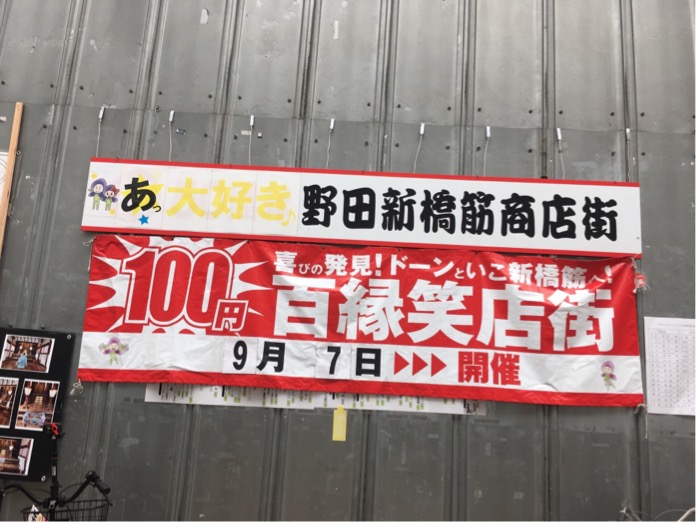 あっ大好き♪野田新橋筋商店街
100円
喜びの発見!ドーンといこ新橋筋へ!
百縁笑店街
9月 7日▶▶▶開催